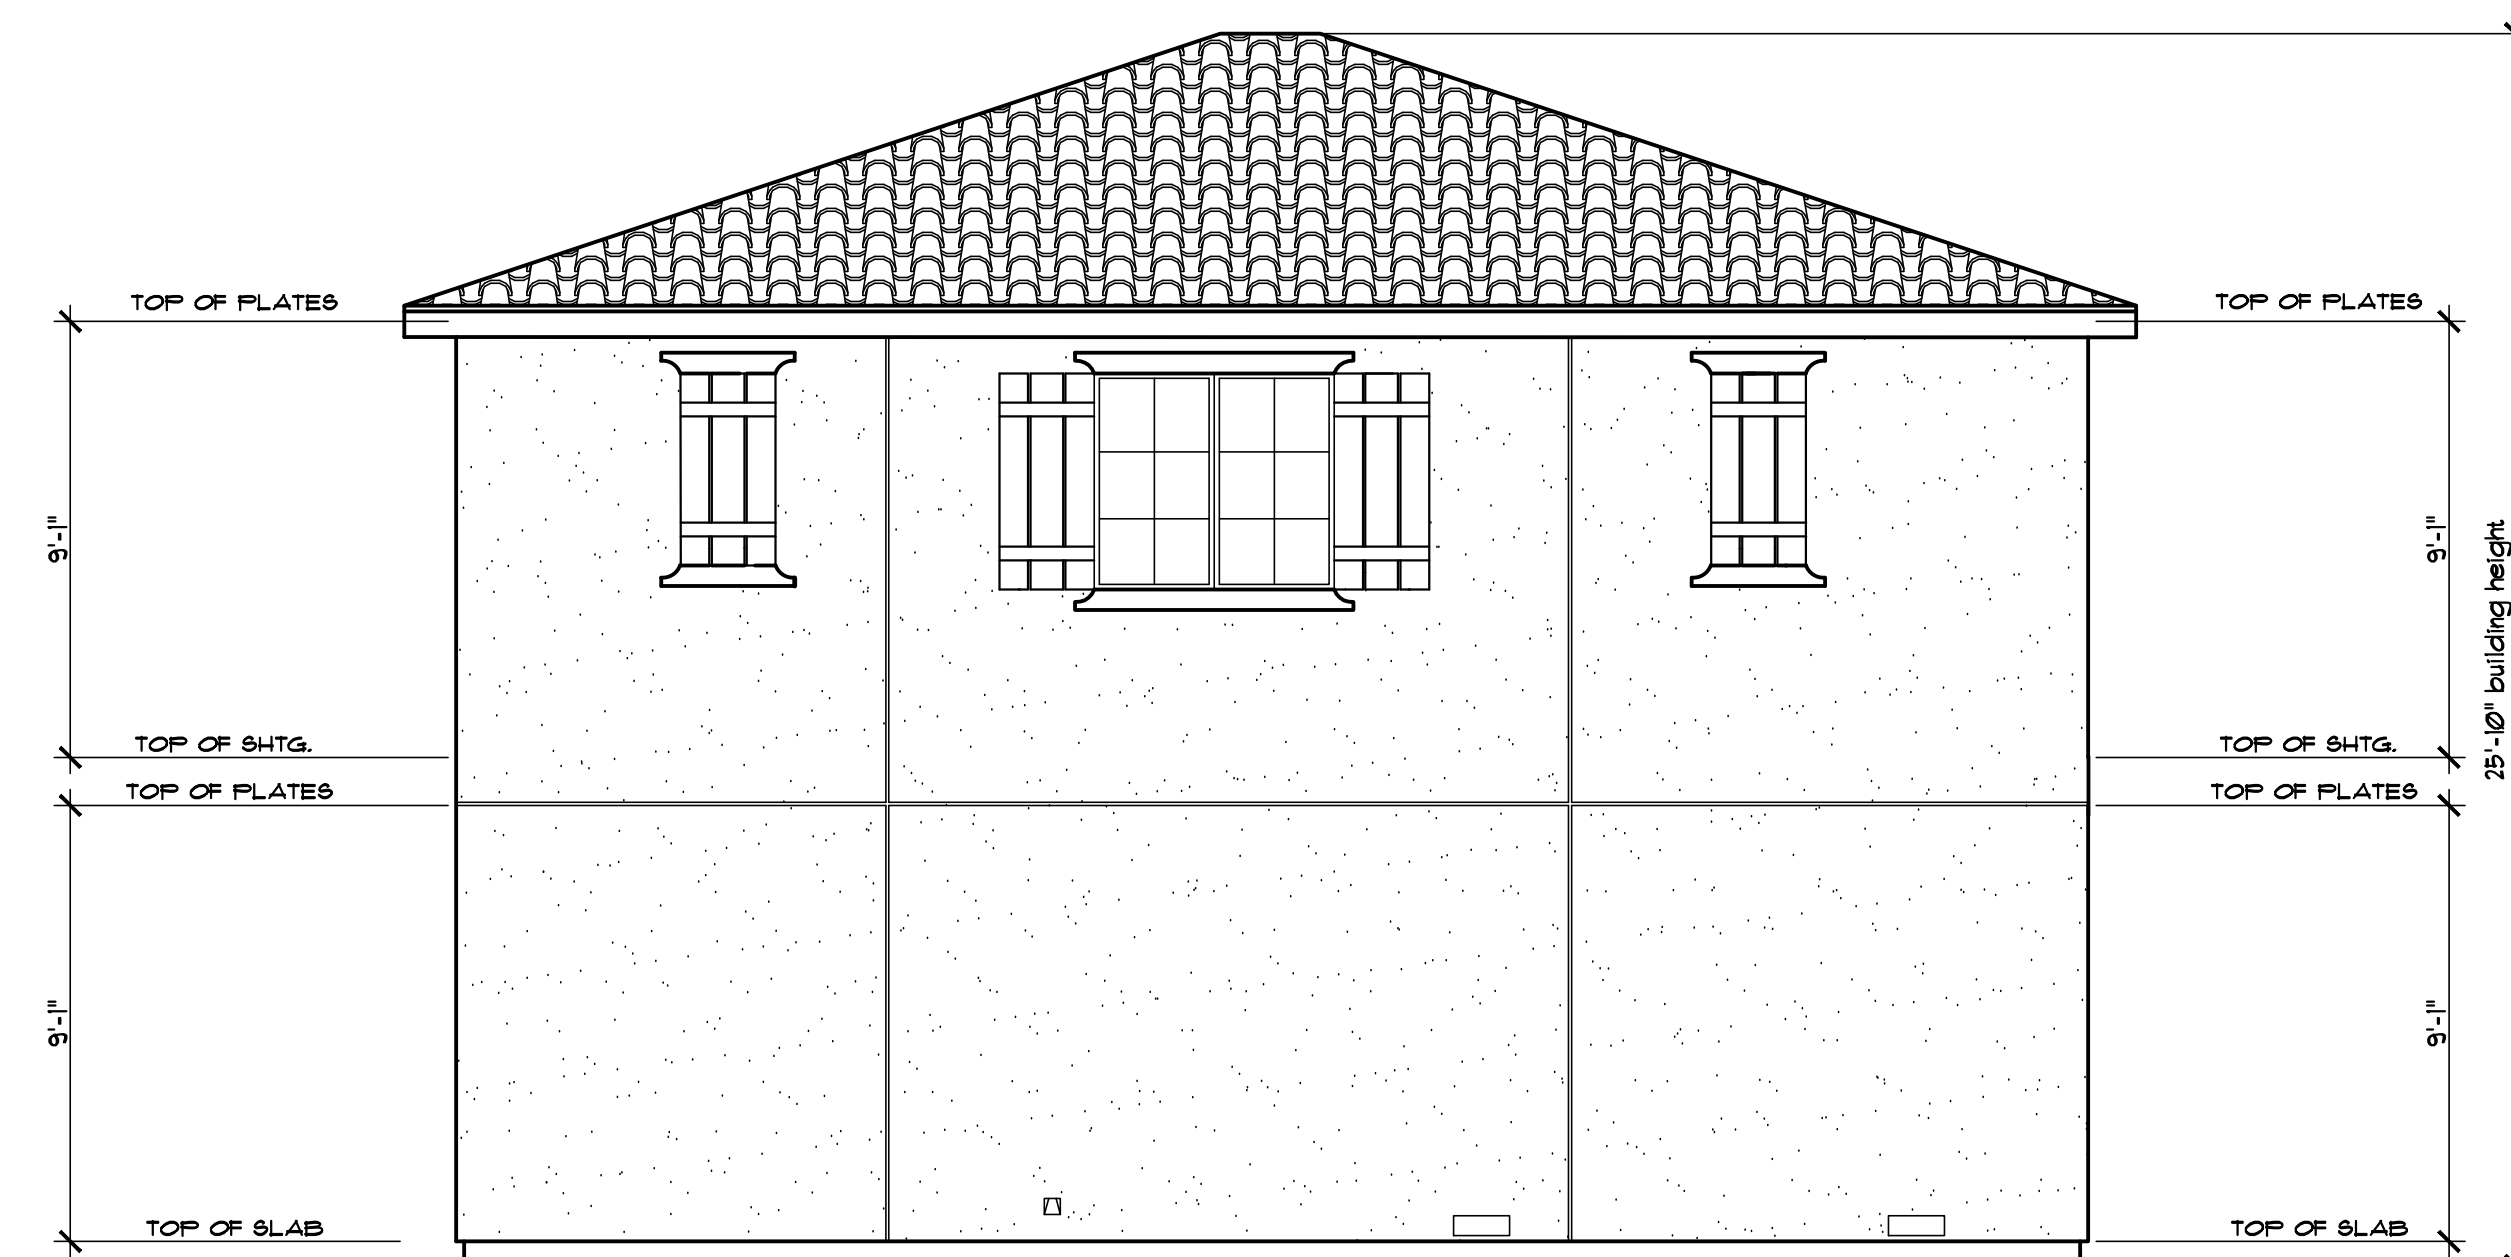 TOP OF PLATES
TOP OF PLATES
9'-1"
9'-1"
25'-10" building height
TOP OF SHTG.
TOP OF SHTG.
TOP OF PLATES
TOP OF PLATES
9'-1"
9'-1"
TOP OF SLAB
TOP OF SLAB